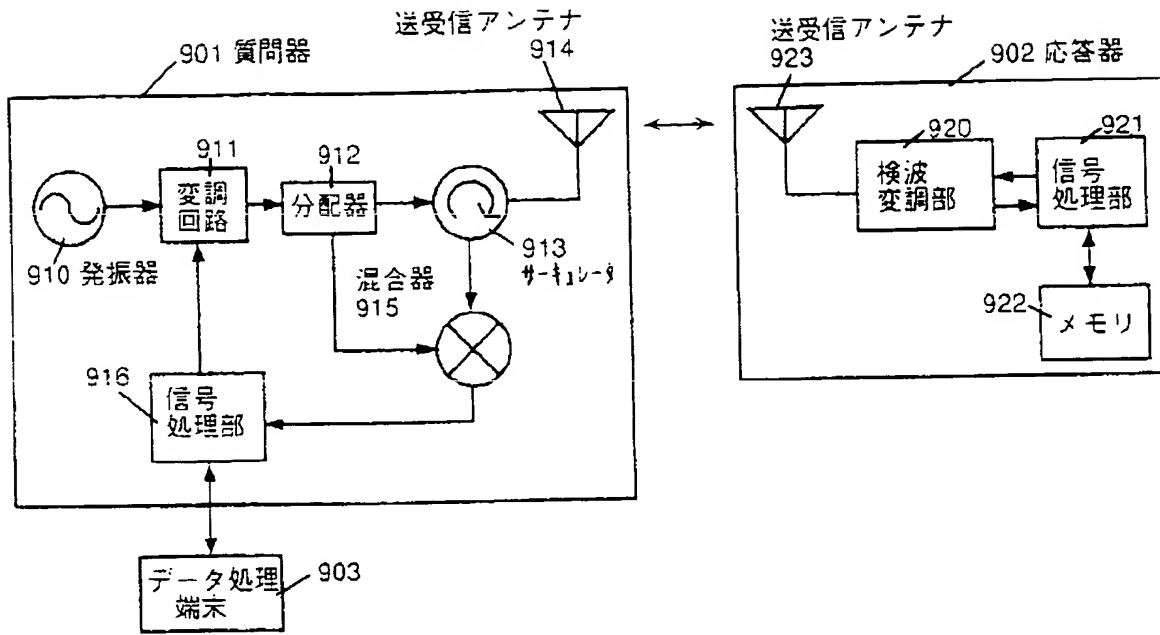 送受信アンテナ
914
901 質問器
911
変調
回路
912
分配器
910 発振器
913
サーキュレータ
混合器
915
916
信号
処理部
データ処理
端末
903
送受信アンテナ
923
902 応答器
920
検波
変調部
921
信号
処理部
922
メモリ